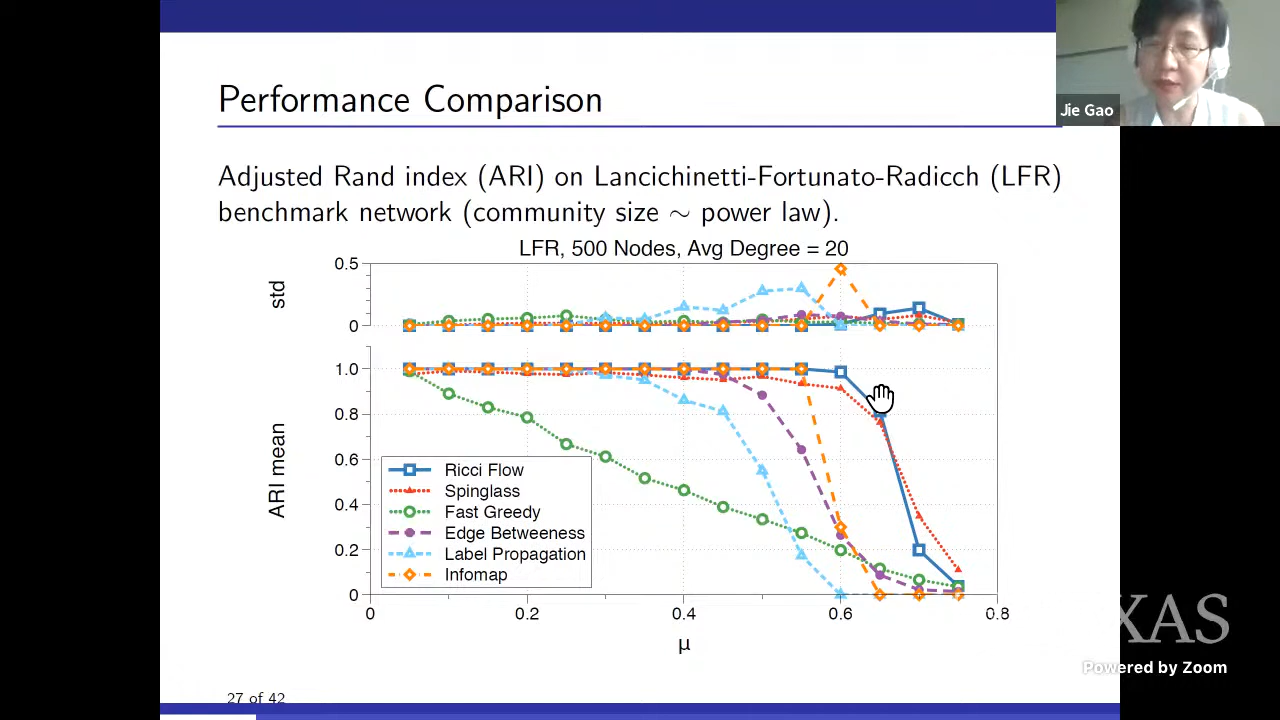 Performance Comparison
Jie Gao
Adjusted Rand index (ARI) on Lancichinetti-Fortunato-Radicch (LFR)
benchmark network (community size ∼ power law).
LFR, 500 Nodes, Avg Degree = 20
0.5
std
0
1.0
0.8
0.6
ARI mean
0.4
0.2
0
Ricci Flow
Spinglass
Fast Greedy
Edge Betweeness
Label Propagation
Infomap
0 0.2 0.4 0.6 0.8
μ
XAS
Powered by Zoom
27 of 42